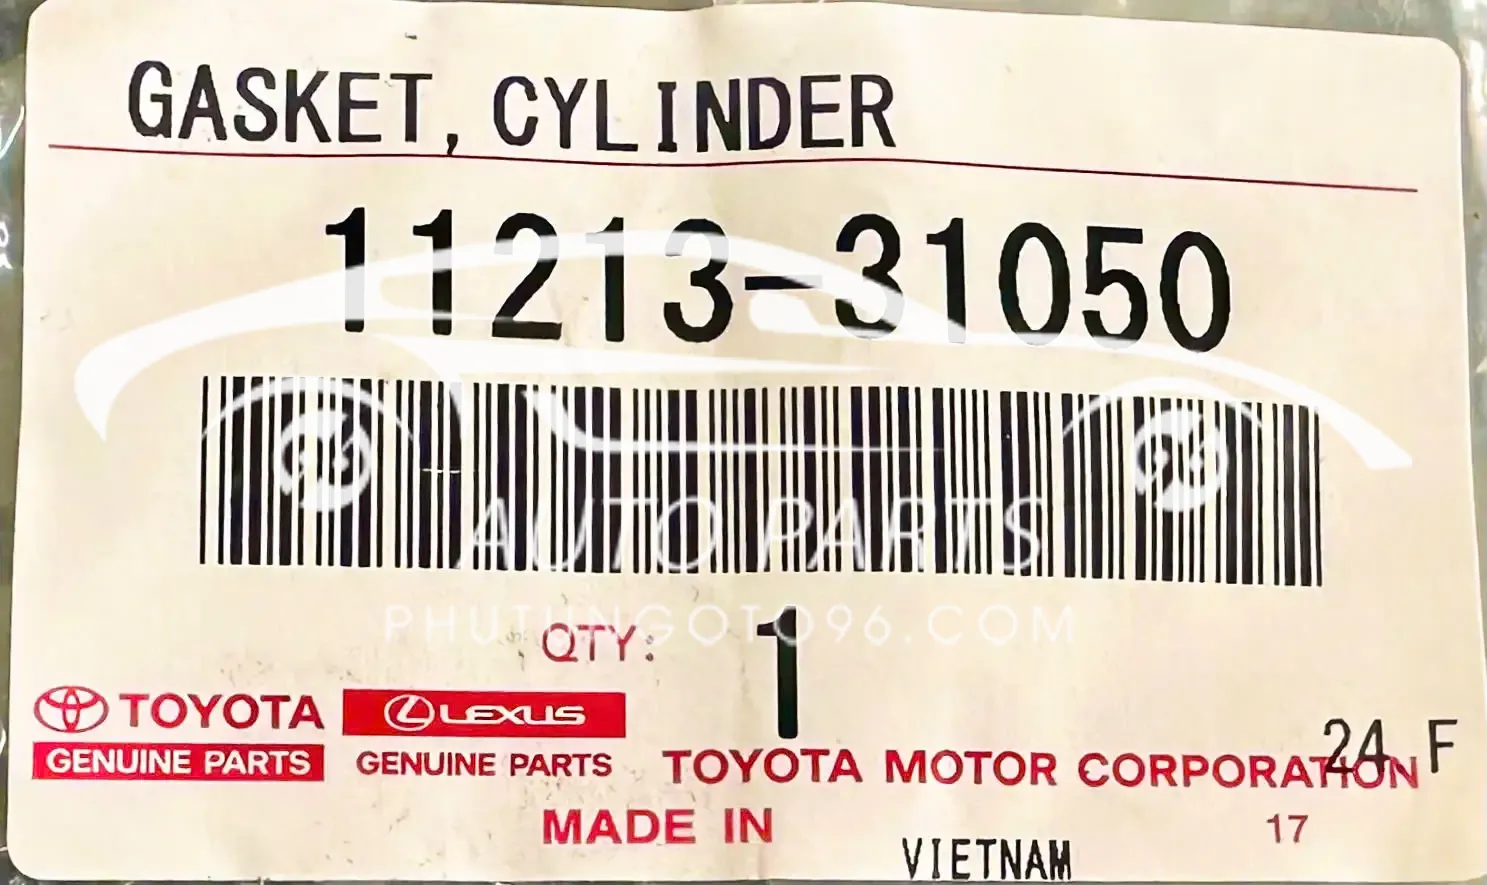 GASKET, CYLINDER
11213-31050
AUTO PARTS
PHUTUNGOTO96.COM
QTY: 1
TOYOTA LEXUS
GENUINE PARTS GENUINE PARTS TOYOTA MOTOR CORPORATION
24 F
MADE IN VIETNAM
17